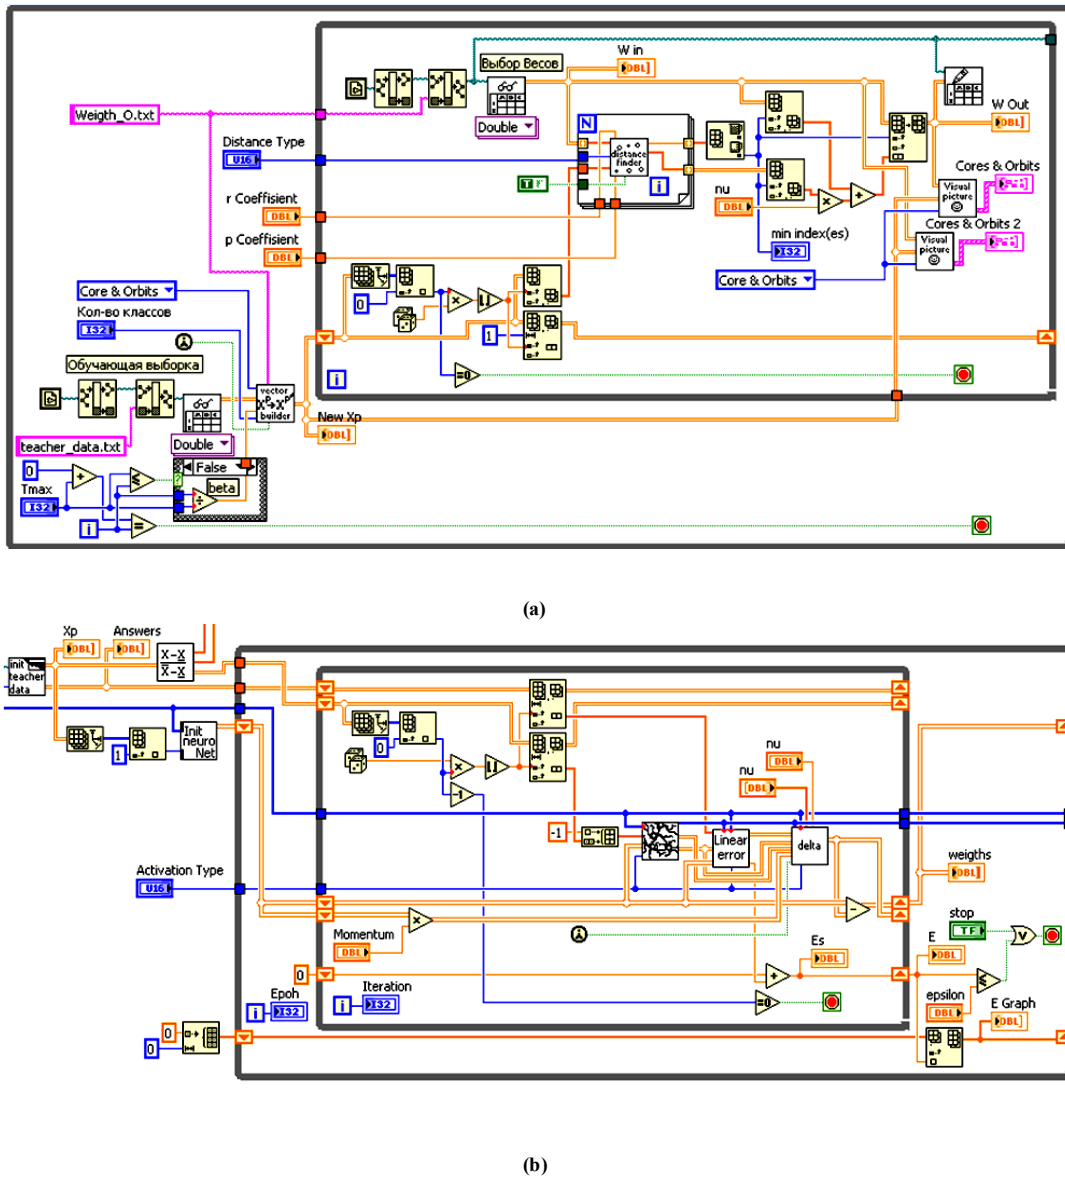 W in
Выбор Весов
DBL
Weigth_O.txt
Double
W Out
DBL
Distance Type
U16
N
distance
finder
i
T F
Cores & Orbits
r Coeffisient
DBL
nu
DBL
Visual
picture
Cores & Orbits 2
p Coeffisient
DBL
min index(es)
I32
Visual
picture
Core & Orbits
Core & Orbits
0
Кол-во классов
I32
1
Обучающая выборка
i
=0
vector
builder
New Xp
DBL
teacher_data.txt
Double
0
False
Tmax
I32
beta
i
(a)
Xp
DBL
Answers
DBL
init
teacher
data
Init
neuro
Net
1
0
-1
nu
DBL
nu
DBL
-1
Linear
error
delta
Activation Type
U16
weigths
DBL
Momentum
DBL
stop
TF
Es
DBL
E
DBL
0
Epoh
i
I32
Iteration
i
I32
=0
epsilon
DBL
E Graph
DBL
0
0
(b)